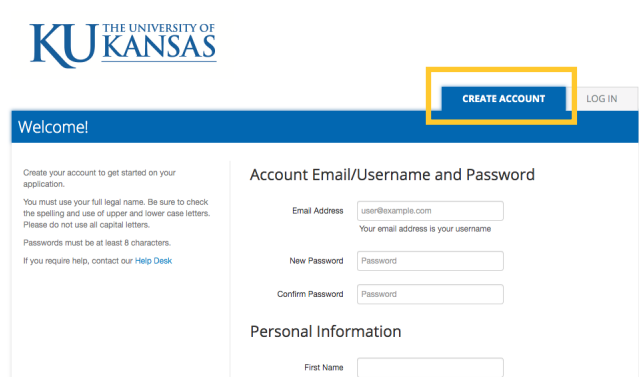 KU THE UNIVERSITY OF
KANSAS
CREATE ACCOUNT
LOG IN
Welcome!
Create your account to get started on your
application.
You must use your full legal name. Be sure to check
the spelling and use of upper and lower case letters.
Please do not use all capital letters.
Passwords must be at least 8 characters.
If you require help, contact our Help Desk
Account Email/Username and Password
Email Address
user@example.com
Your email address is your username
New Password
Password
Confirm Password
Password
Personal Information
First Name